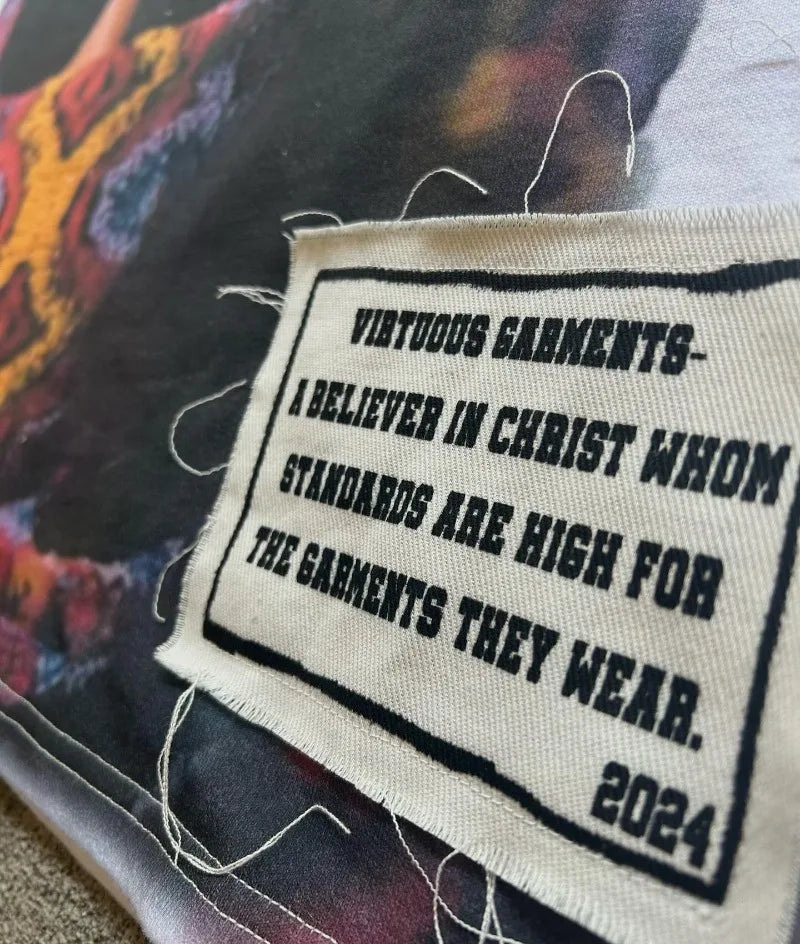 VIRTUOUS GARMENTS-
A BELIEVER IN CHRIST WHOM
STANDARDS ARE HIGH FOR
THE GARMENTS THEY WEAR.
2024